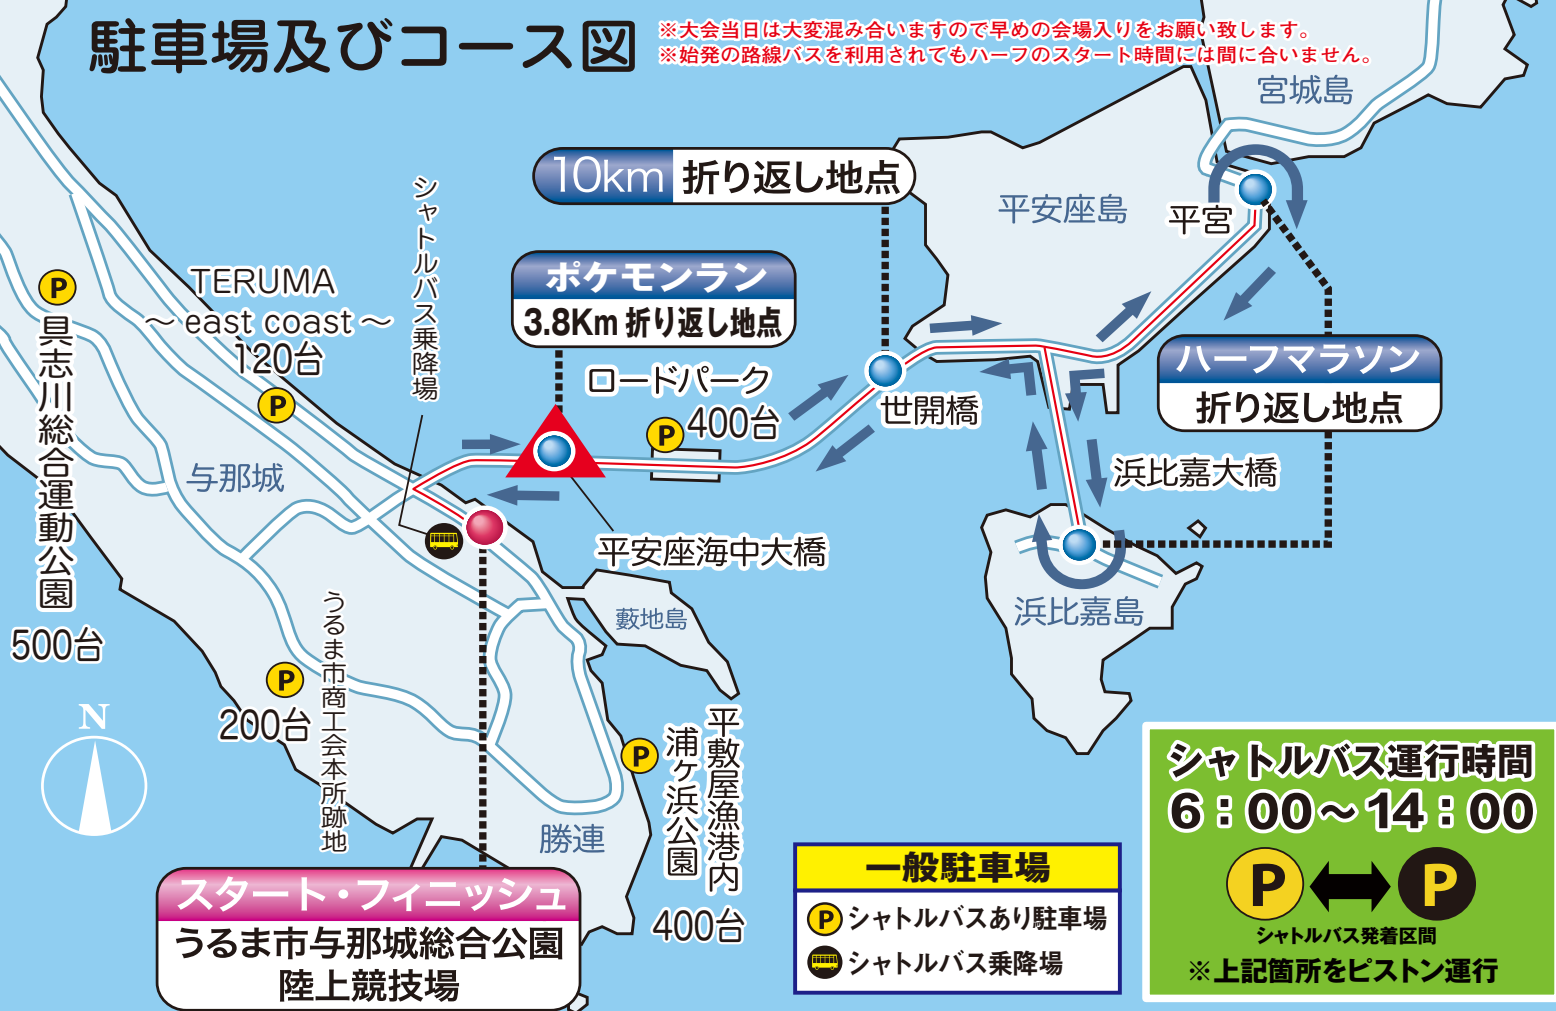 駐車場及びコース図
※大会当日は大変混み合いますので早めの会場入りをお願い致します。
※始発の路線バスを利用されてもハーフのスタート時間には間に合いません。
宮城島
10km 折り返し地点
平安座島
平宮
シャトルバス乗降場
ポケモンラン
3.8Km 折り返し地点
TERUMA
～ east coast ～
120台
P
P
具志川総合運動公園
500台
ロードパーク
P 400台
世開橋
ハーフマラソン
折り返し地点
浜比嘉大橋
与那城
平安座海中大橋
藪地島
浜比嘉島
うるま市商工会本所跡地
P
200台
N
P
平敷屋漁港内
浦ヶ浜公園
400台
勝連
スタート・フィニッシュ
うるま市与那城総合公園
陸上競技場
一般駐車場
P シャトルバスあり駐車場
シャトルバス乗降場
シャトルバス運行時間
6：00～14：00
P P
シャトルバス発着区間
※上記箇所をピストン運行